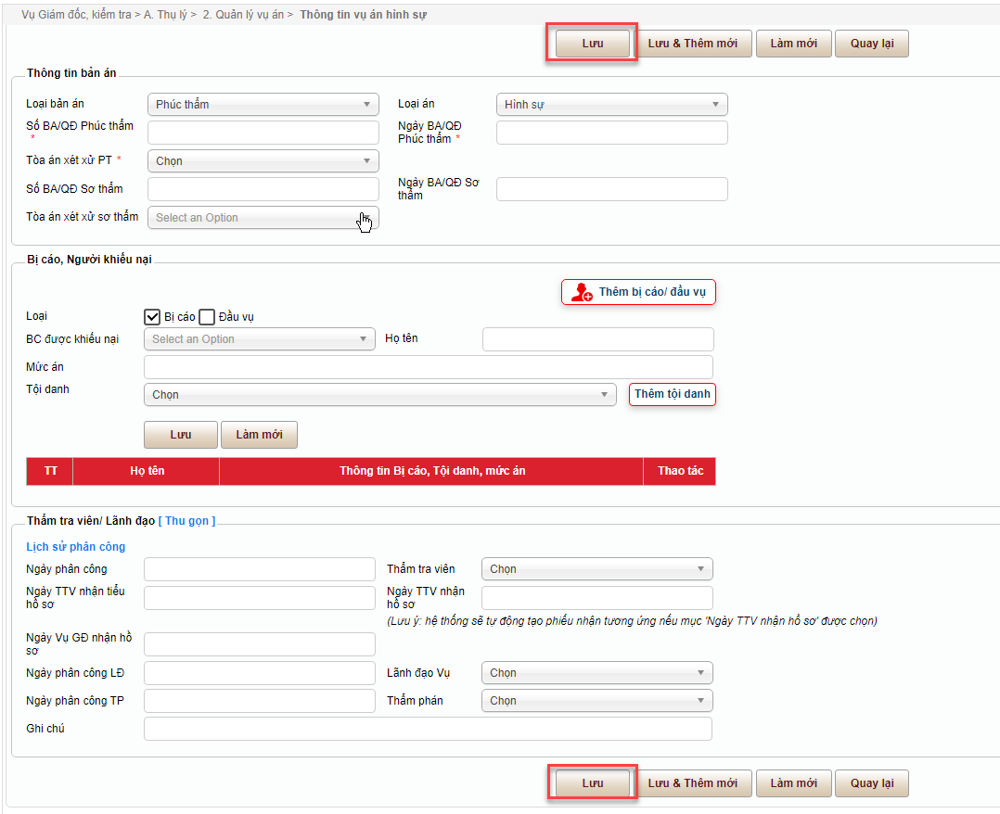 Vụ Giám đốc, kiểm tra > A. Thụ lý > 2. Quản lý vụ án > Thông tin vụ án hình sự
Lưu Lưu & Thêm mới Làm mới Quay lại
Thông tin bản án
Loại bản án Phúc thẩm Loại án Hình sự
Số BA/QĐ Phúc thẩm
*
Ngày BA/QĐ
Phúc thẩm *
Tòa án xét xử PT * Chọn
Số BA/QĐ Sơ thẩm
Ngày BA/QĐ Sơ
thẩm
Tòa án xét xử sơ thẩm Select an Option
Bị cáo, Người khiếu nại
Thêm bị cáo/ đầu vụ
Loại Bị cáo Đầu vụ
BC được khiếu nại Select an Option Họ tên
Mức án
Tội danh Chọn Thêm tội danh
Lưu Làm mới
TT Họ tên Thông tin Bị cáo, Tội danh, mức án Thao tác
Thẩm tra viên/ Lãnh đạo [ Thu gọn ]
Lịch sử phân công
Ngày phân công Thẩm tra viên Chọn
Ngày TTV nhận tiểu
hồ sơ
Ngày TTV nhận
hồ sơ
(Lưu ý: hệ thống sẽ tự động tạo phiếu nhận tương ứng nếu mục 'Ngày TTV nhận hồ sơ' được chọn)
Ngày Vụ GĐ nhận hồ
sơ
Ngày phân công LĐ Lãnh đạo Vụ Chọn
Ngày phân công TP Thẩm phán Chọn
Ghi chú
Lưu Lưu & Thêm mới Làm mới Quay lại